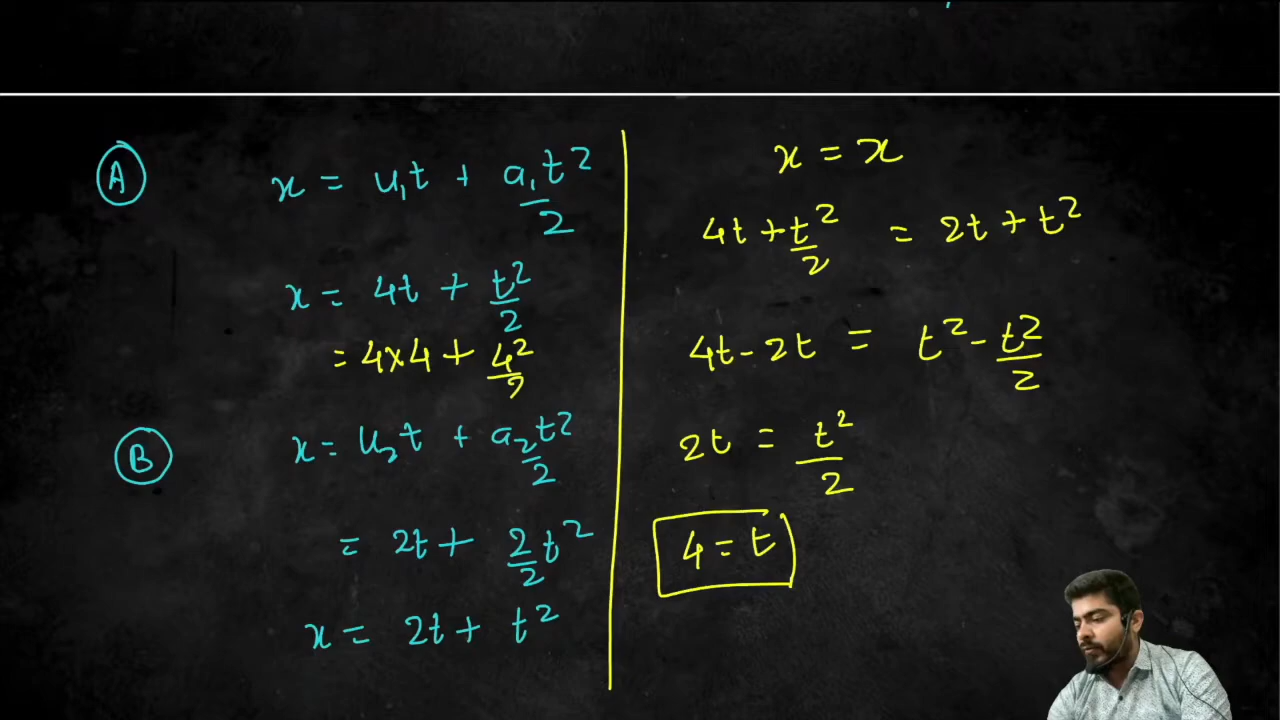 A
x = u₁t + a₁t²/2
x = 4t + t²/2
= 4×4 + 4²/2
B
x = u₂t + a₂t²/2
= 2t + 2/2 t²
x = 2t + t²
x = x
4t + t²/2 = 2t + t²
4t - 2t = t² - t²/2
2t = t²/2
4 = t